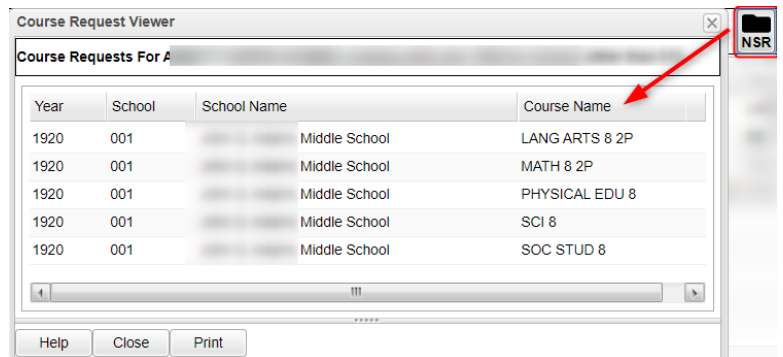 Course Request Viewer
NSR
Course Requests For A
Year School School Name Course Name
1920 001 Middle School LANG ARTS 8 2P
1920 001 Middle School MATH 8 2P
1920 001 Middle School PHYSICAL EDU 8
1920 001 Middle School SCI 8
1920 001 Middle School SOC STUD 8
Help Close Print